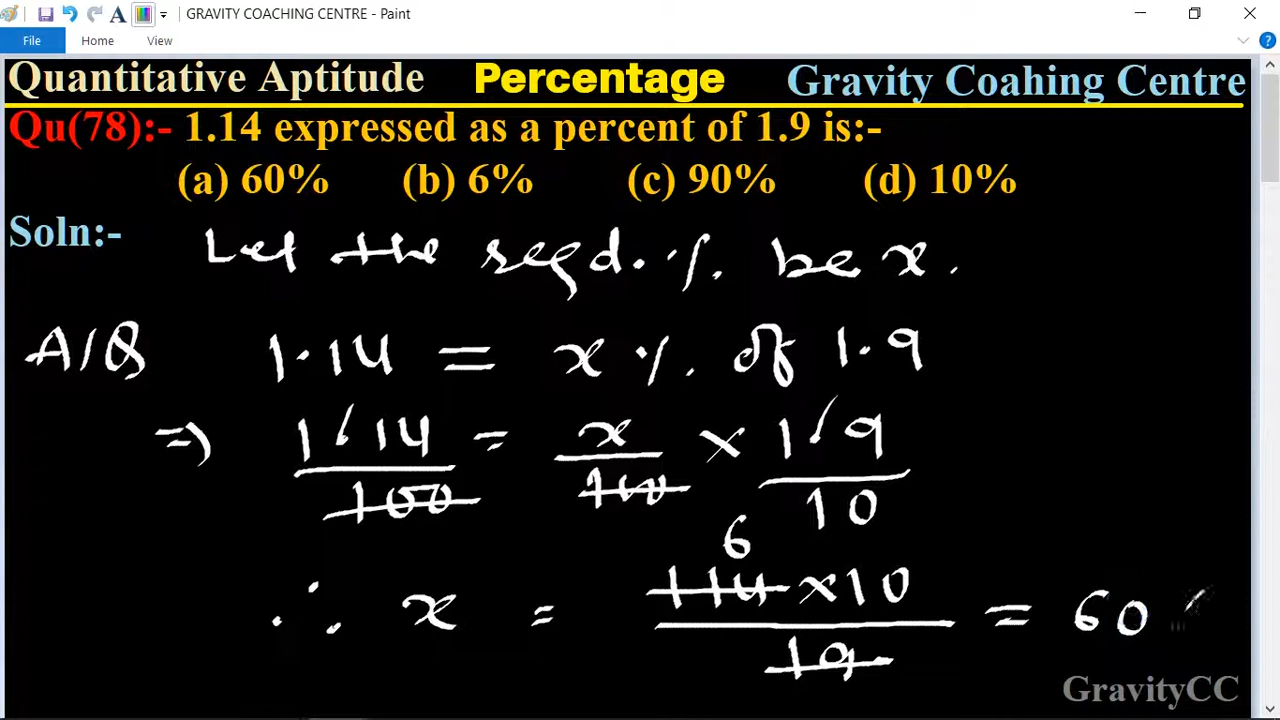 GRAVITY COACHING CENTRE - Paint
File Home View
Quantitative Aptitude Percentage Gravity Coahing Centre
Qu(78):- 1.14 expressed as a percent of 1.9 is:-
(a) 60% (b) 6% (c) 90% (d) 10%
Soln:- Let the reqd. % be x.
A/Q 1.14 = x % of 1.9
=> 114/100 = x/100 × 19/10
6
∴ x = 114×10/19 = 60
GravityCC